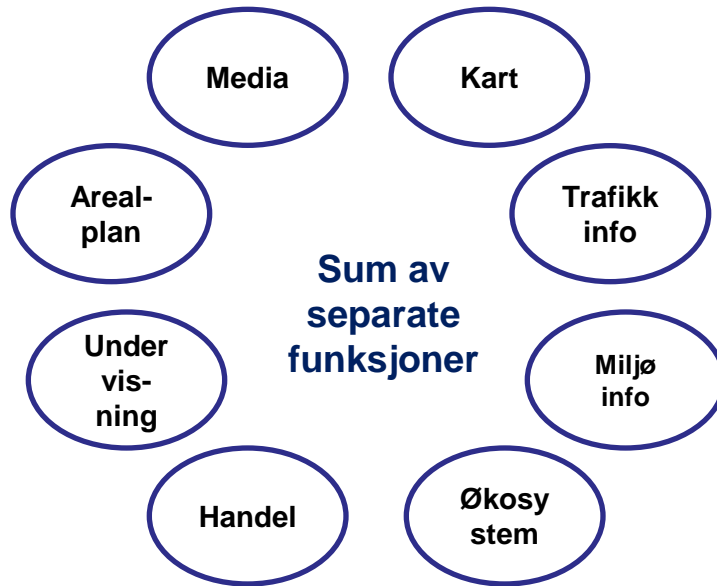 Media
Kart
Areal-
plan
Trafikk
info
Sum av
separate
funksjoner
Under
vis-
ning
Miljø
info
Handel
Økosy
stem